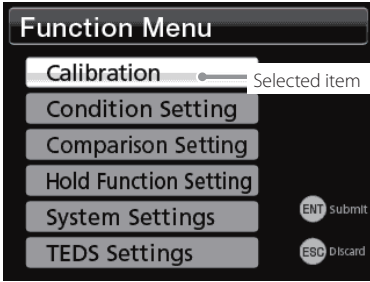 Function Menu
Calibration
Selected item
Condition Setting
Comparison Setting
Hold Function Setting
System Settings
ENT Submit
TEDS Settings
ESC Discard